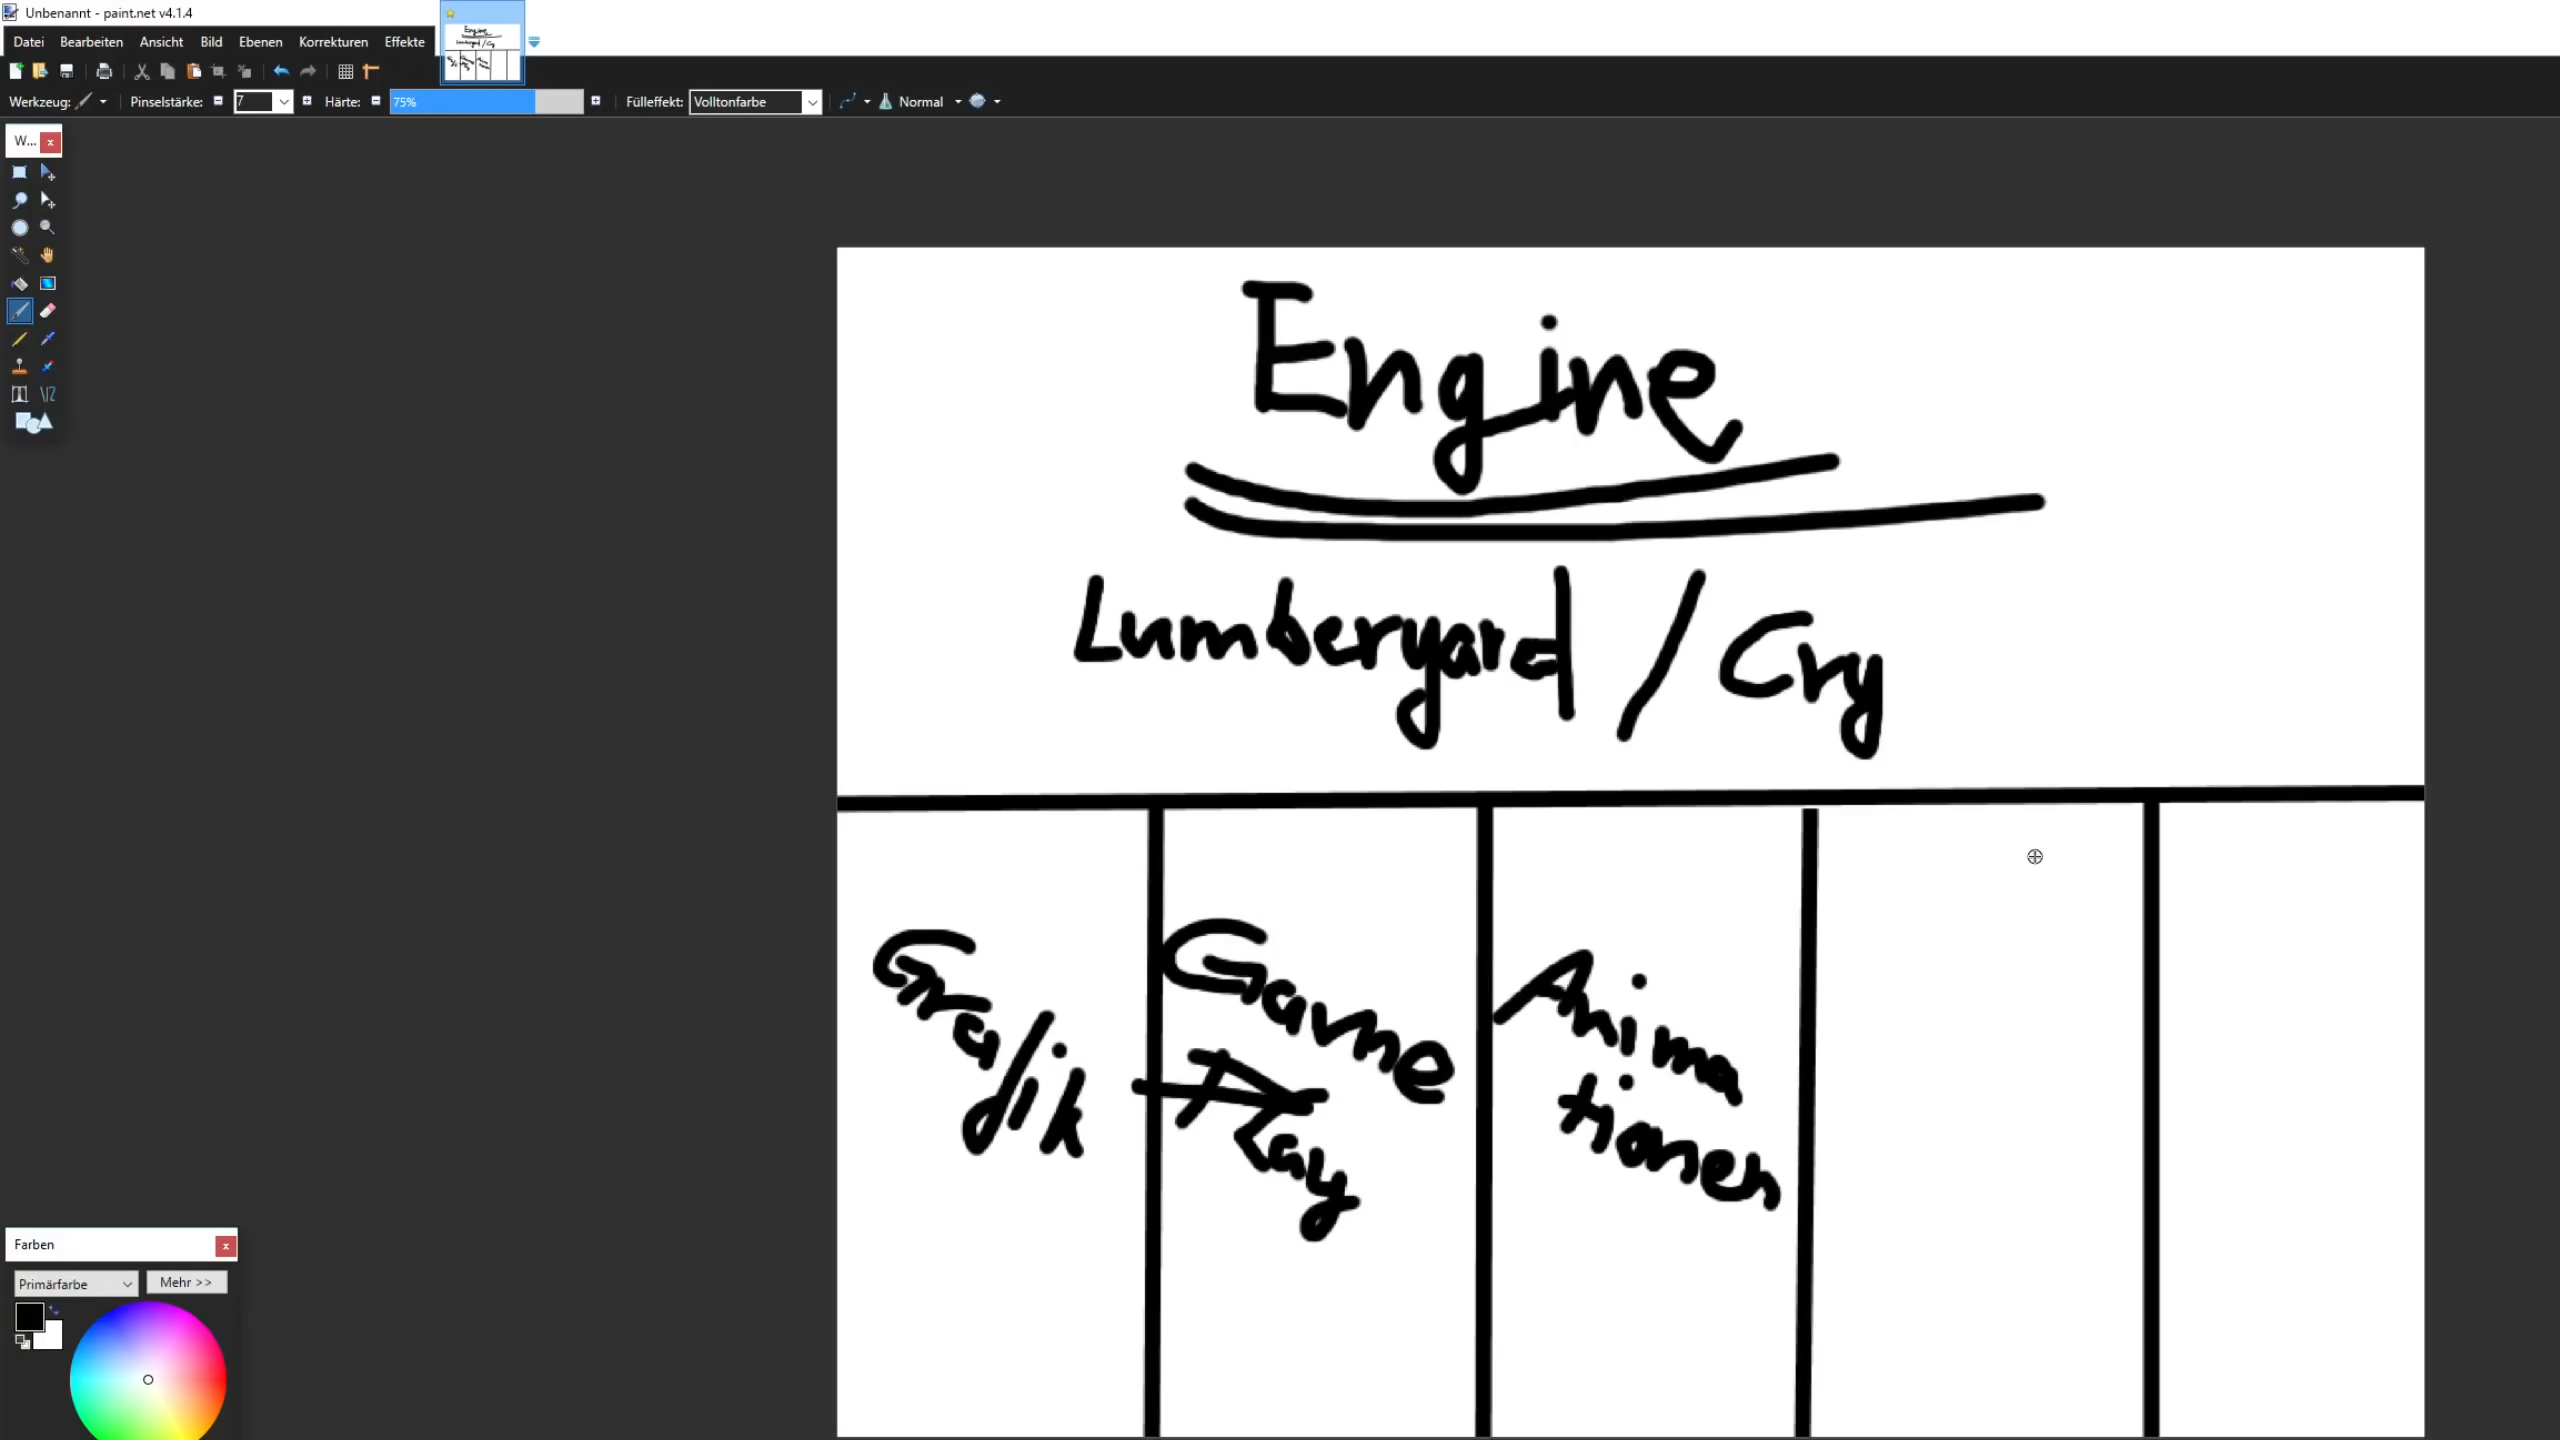 Unbenannt - paint.net v4.1.4
Datei Bearbeiten Ansicht Bild Ebenen Korrekturen Effekte
Werkzeug: Pinselstärke: 7 Härte: 75% Fülleffekt: Volltonfarbe Normal
W...
Engine
Lumberyard / Cry
Grafik
Game
Play
Anima
tionen
Farben
Primärfarbe Mehr >>